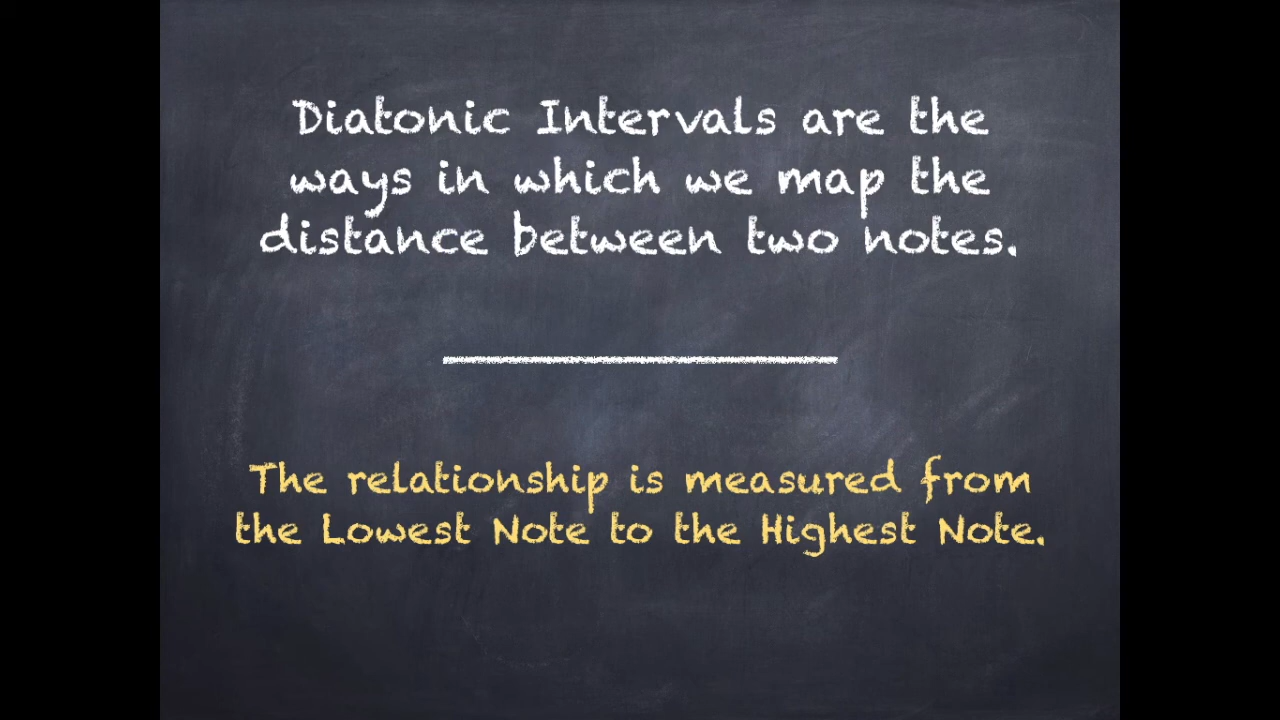 Diatonic Intervals are the
ways in which we map the
distance between two notes.
The relationship is measured from
the Lowest Note to the Highest Note.